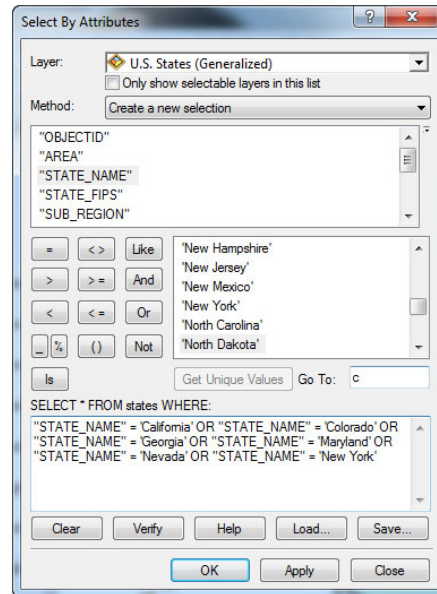 Select By Attributes
? X
Layer: U.S. States (Generalized)
Only show selectable layers in this list
Method: Create a new selection
"OBJECTID"
"AREA"
"STATE_NAME"
"STATE_FIPS"
"SUB_REGION"
= < > Like
> > = And
< < = Or
_ % ( ) Not
Is
'New Hampshire'
'New Jersey'
'New Mexico'
'New York'
'North Carolina'
'North Dakota'
Get Unique Values Go To: c
SELECT * FROM states WHERE:
"STATE_NAME" = 'California' OR "STATE_NAME" = 'Colorado' OR
"STATE_NAME" = 'Georgia' OR "STATE_NAME" = 'Maryland' OR
"STATE_NAME" = 'Nevada' OR "STATE_NAME" = 'New York'
Clear Verify Help Load... Save...
OK Apply Close